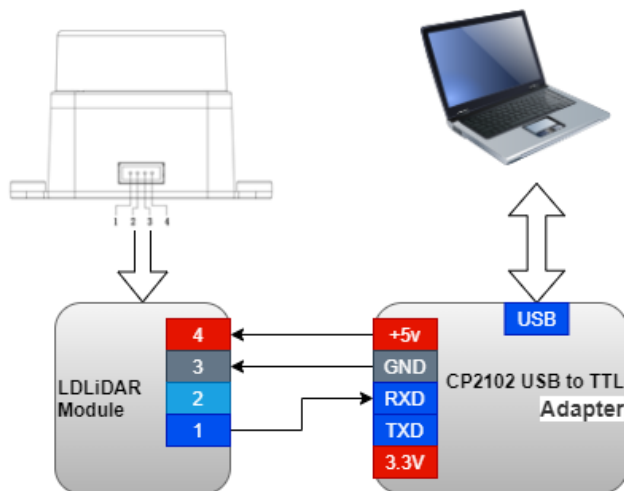 1 2 3 4
USB
4
3
2
1
LDLiDAR
Module
+5v
GND
RXD
TXD
3.3V
CP2102 USB to TTL
Adapter